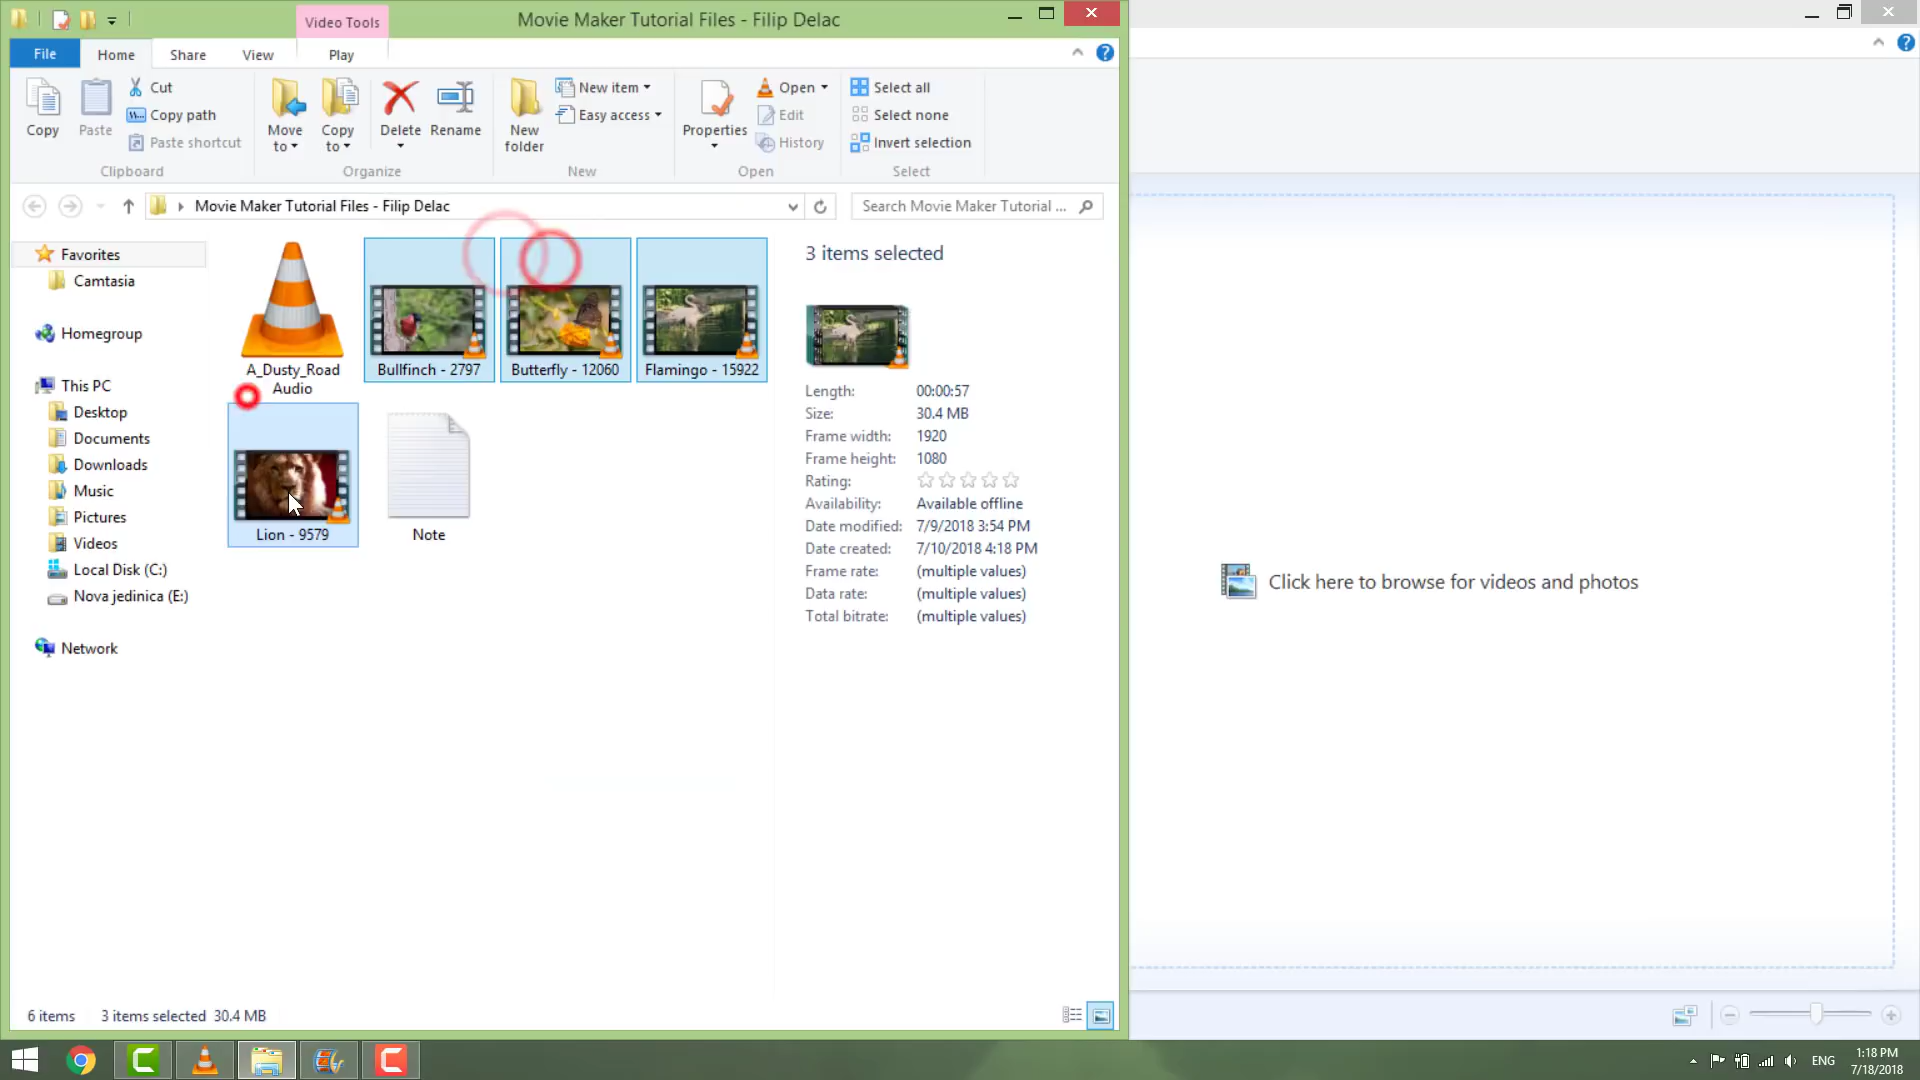 Video Tools
Movie Maker Tutorial Files - Filip Delac
File
Home
Share
View
Play
Copy
Paste
Cut
Copy path
Paste shortcut
Clipboard
Move to
Copy to
Delete
Rename
Organize
New folder
New item
Easy access
New
Properties
Open
Edit
History
Open
Select all
Select none
Invert selection
Select
Movie Maker Tutorial Files - Filip Delac
Search Movie Maker Tutorial ...
Favorites
Camtasia
Homegroup
This PC
Desktop
Documents
Downloads
Music
Pictures
Videos
Local Disk (C:)
Nova jedinica (E:)
Network
A_Dusty_Road
Audio
Bullfinch - 2797
Butterfly - 12060
Flamingo - 15922
Lion - 9579
Note
3 items selected
Length: 00:00:57
Size: 30.4 MB
Frame width: 1920
Frame height: 1080
Rating:
Availability: Available offline
Date modified: 7/9/2018 3:54 PM
Date created: 7/10/2018 4:18 PM
Frame rate: (multiple values)
Data rate: (multiple values)
Total bitrate: (multiple values)
Click here to browse for videos and photos
6 items 3 items selected 30.4 MB
ENG
1:18 PM
7/18/2018